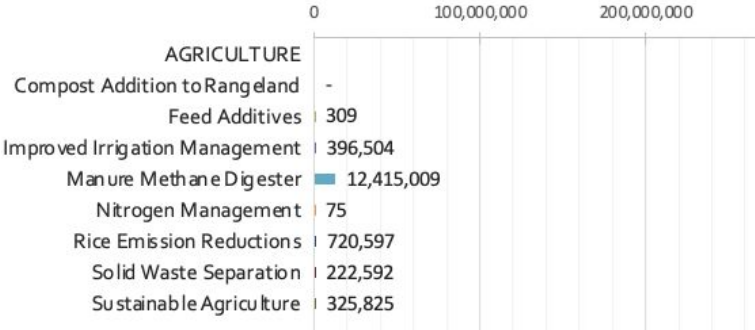 0 100,000,000 200,000,000
AGRICULTURE
Compost Addition to Rangeland -
Feed Additives 309
Improved Irrigation Management 396,504
Manure Methane Digester 12,415,009
Nitrogen Management 75
Rice Emission Reductions 720,597
Solid Waste Separation 222,592
Sustainable Agriculture 325,825